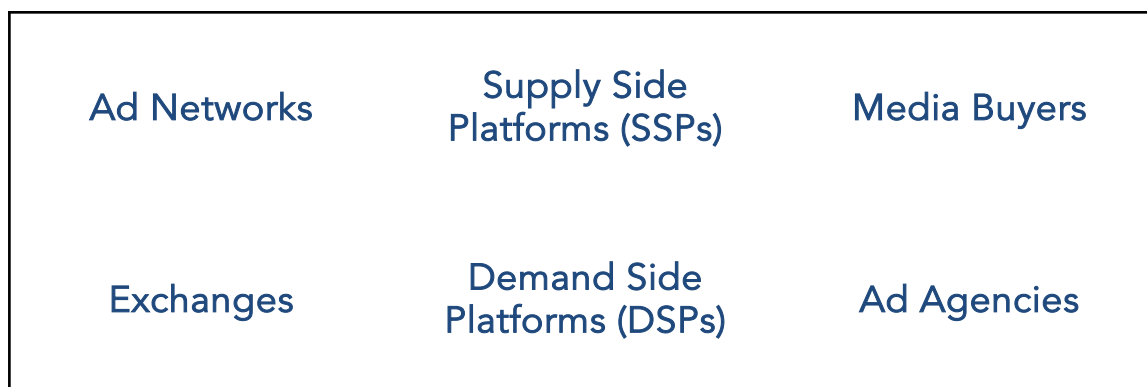 Ad Networks
Supply Side
Platforms (SSPs)
Media Buyers
Exchanges
Demand Side
Platforms (DSPs)
Ad Agencies